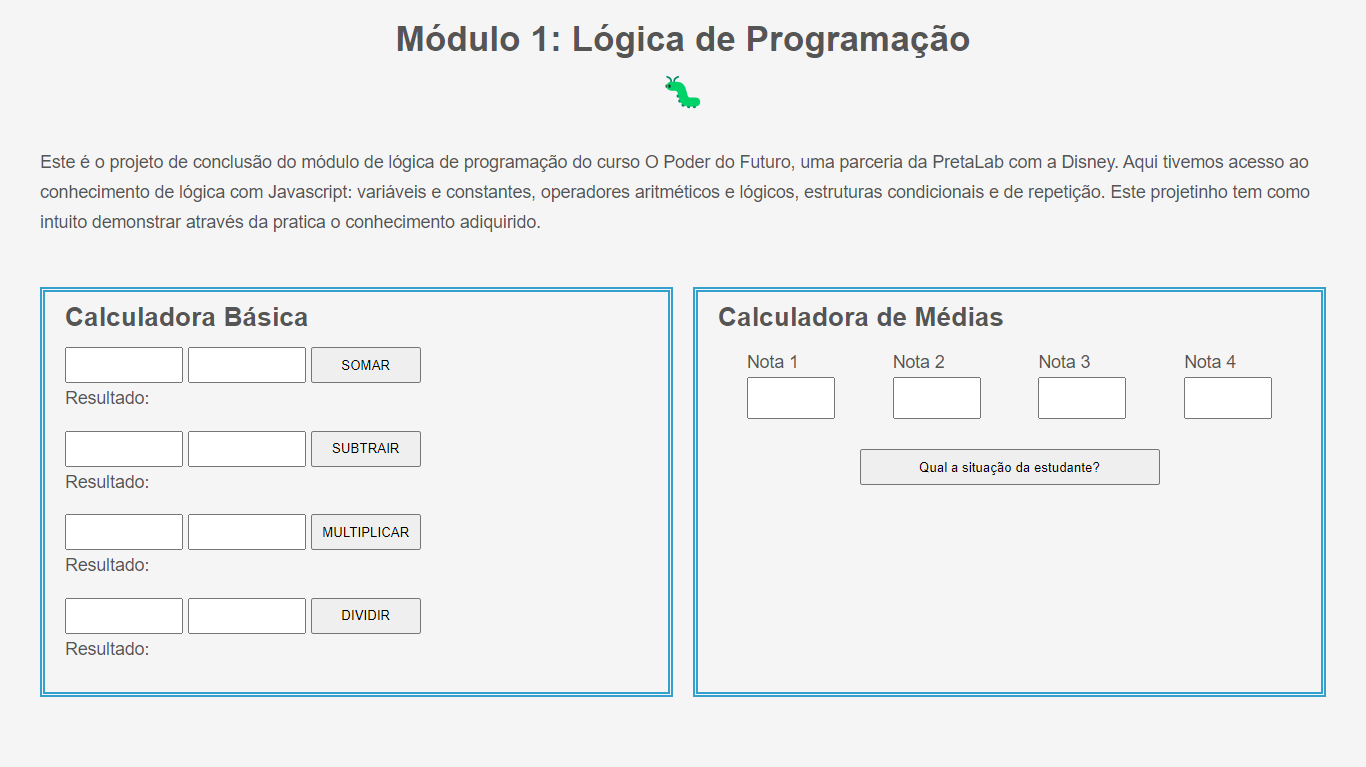 Módulo 1: Lógica de Programação
Este é o projeto de conclusão do módulo de lógica de programação do curso O Poder do Futuro, uma parceria da PretaLab com a Disney. Aqui tivemos acesso ao
conhecimento de lógica com Javascript: variáveis e constantes, operadores aritméticos e lógicos, estruturas condicionais e de repetição. Este projetinho tem como
intuito demonstrar através da pratica o conhecimento adiquirido.
Calculadora Básica
SOMAR
Resultado:
SUBTRAIR
Resultado:
MULTIPLICAR
Resultado:
DIVIDIR
Resultado:
Calculadora de Médias
Nota 1 Nota 2 Nota 3 Nota 4
Qual a situação da estudante?